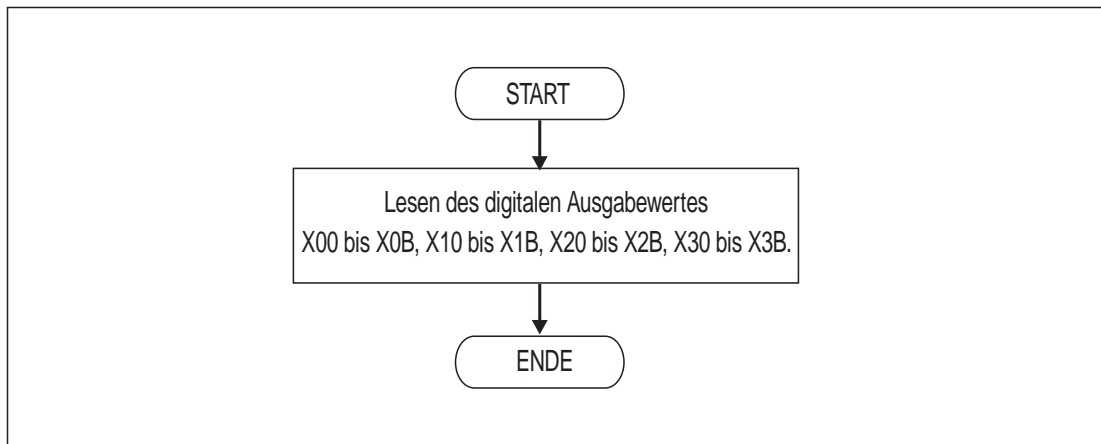 START
Lesen des digitalen Ausgabewertes
X00 bis X0B, X10 bis X1B, X20 bis X2B, X30 bis X3B.
ENDE